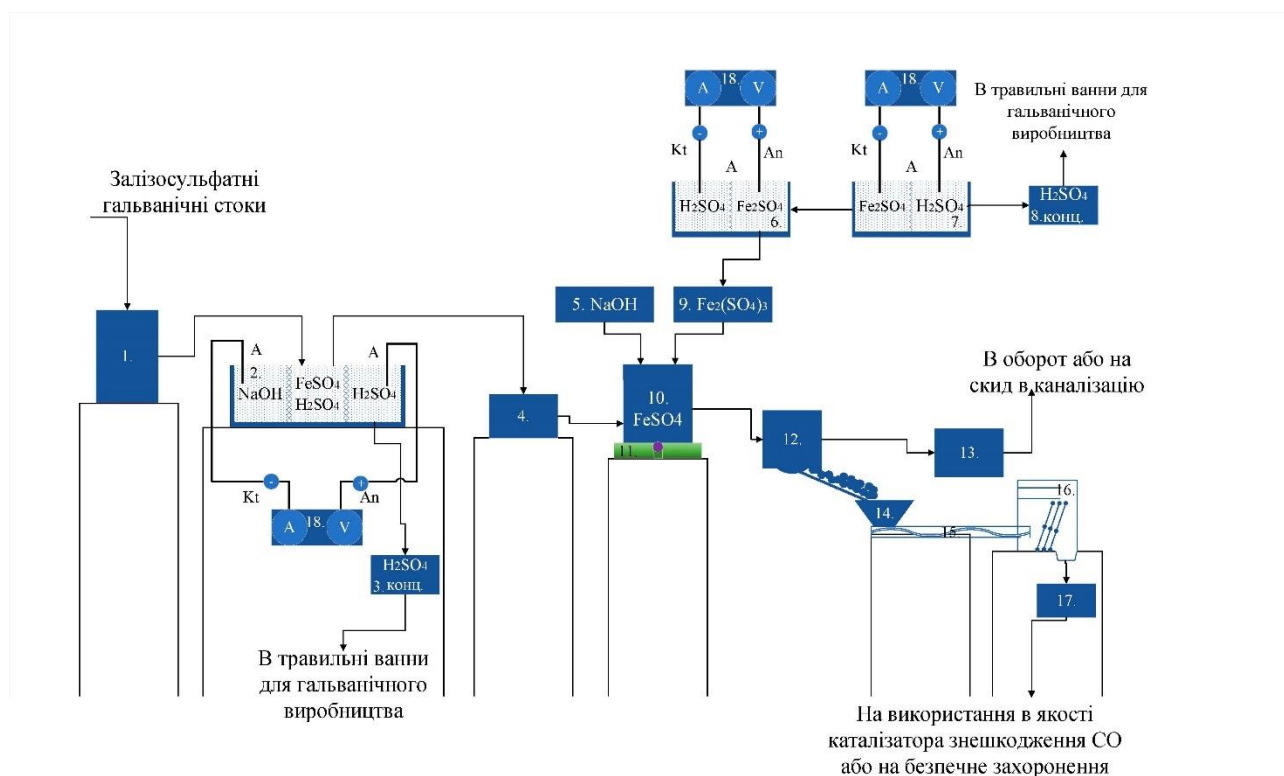 Залізосульфатні
гальванічні стоки
1.
A
A
2.
NaOH
FeSO4
H2SO4
H2SO4
-
+
Kt
An
A
18.
V
H2SO4
3. конц.
В травильні ванни
для гальванічного
виробництва
4.
A
18.
V
-
+
Kt
An
A
H2SO4
Fe2SO4
6.
A
18.
V
-
+
Kt
An
A
Fe2SO4
H2SO4
7.
H2SO4
8. конц.
В травильні ванни для
гальванічного
виробництва
5. NaOH
9. Fe2(SO4)3
10.
FeSO4
11.
12.
13.
В оборот або на
скид в каналізацію
14.
15.
16.
17.
На використання в якості
каталізатора знешкодження СО
або на безпечне захоронення